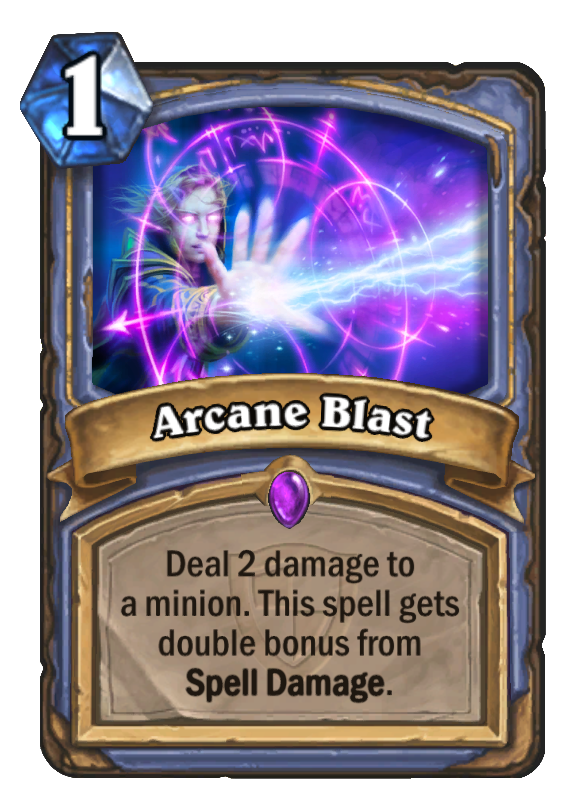 1
Arcane Blast
Deal 2 damage to
a minion. This spell gets
double bonus from
Spell Damage.